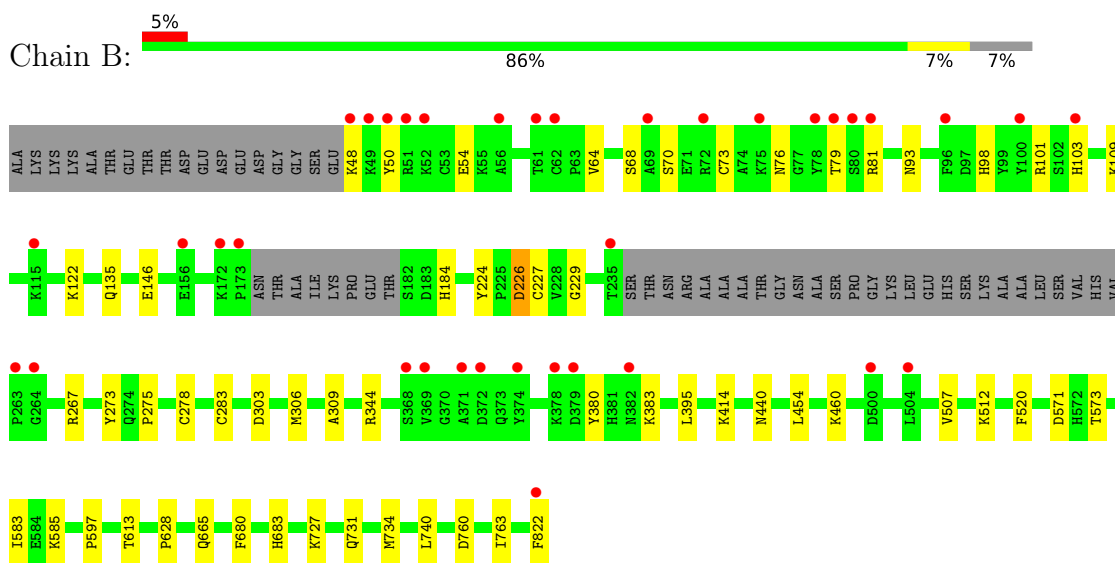 5%
Chain B:
86% 7% 7%
ALA LYS LYS LYS ALA THR GLU THR THR ASP GLU ASP GLU ASP GLY GLY SER GLU K48 K49 Y50 R51 K52 C53 E54 K55 A56 T61 C62 P63 V64 S68 A69 S70 E71 R72 C73 A74 K75 N76 G77 Y78 T79 S80 R81 N93 F96 D97 H98 Y99 Y100 R101 S102 H103 K109
K115 K122 Q135 E146 E156 K172 P173 ASN THR ALA ILE LYS PRO GLU THR S182 D183 H184 Y224 P225 D226 C227 V228 G229 T235 SER THR ASN ARG ALA ALA ALA THR GLY ASN ALA SER PRO GLY LYS LEU GLU HIS SER LYS ALA ALA LEU SER VAL HIS VAL
P263 G264 R267 Y273 Q274 P275 C278 C283 D303 M306 A309 R344 S368 V369 G370 A371 D372 Q373 Y374 K378 D379 Y380 H381 N382 K383 L395 K414 N440 L454 K460 D500 L504 V507 K512 F520 D571 H572 T573
I583 E584 K585 P597 T613 P628 Q665 F680 H683 K727 Q731 M734 L740 D760 I763 F822